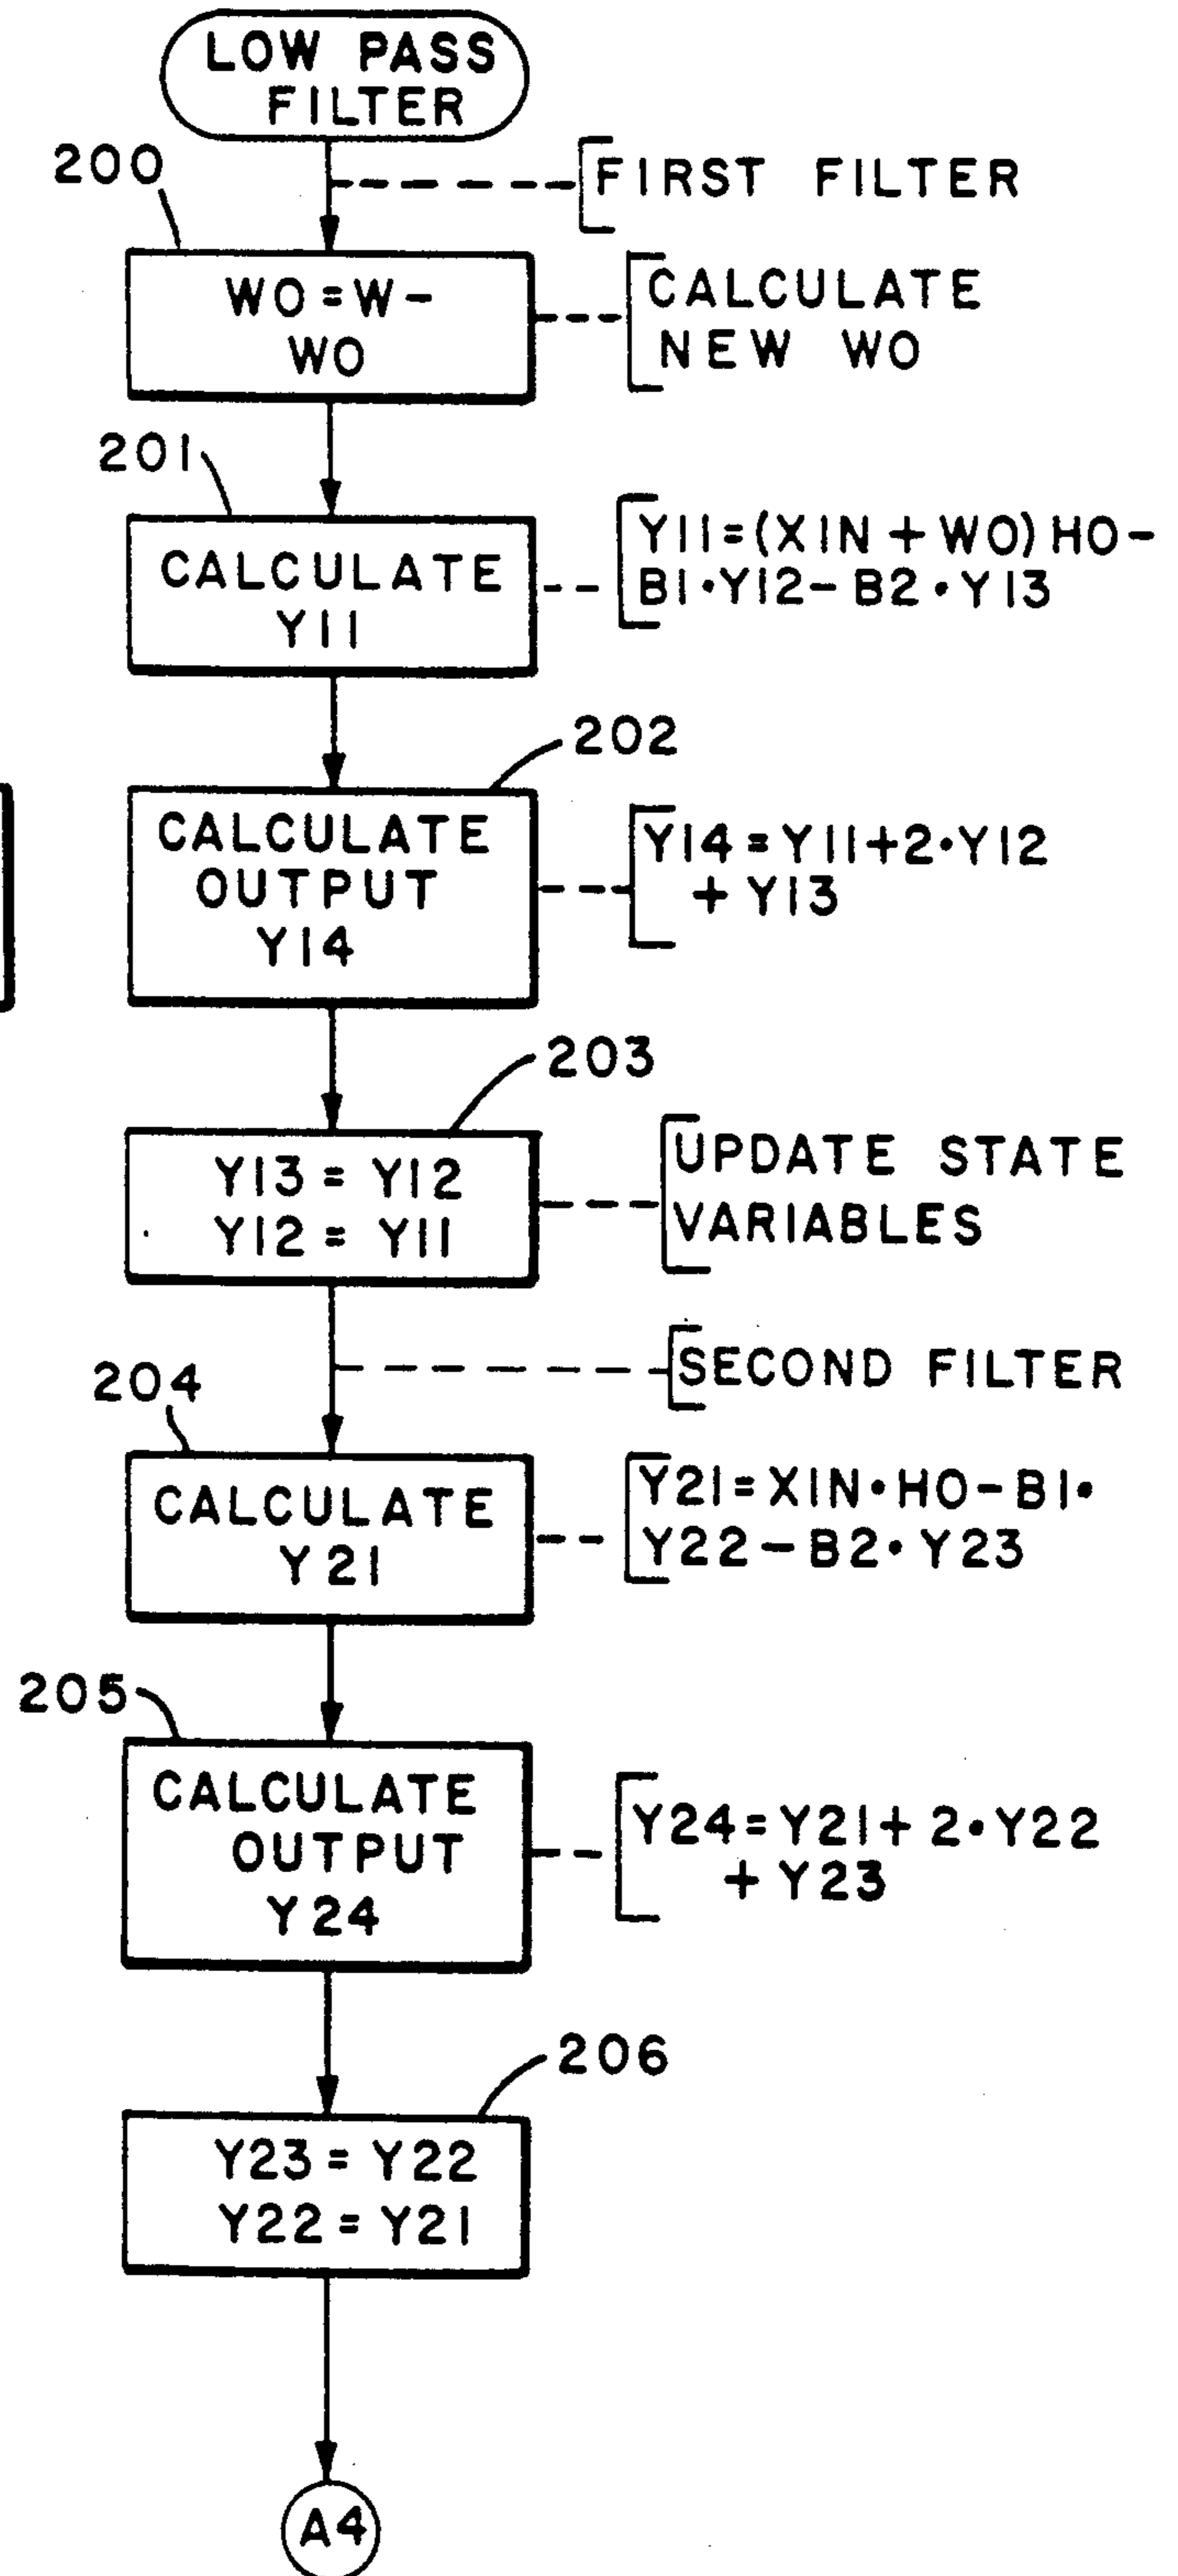 LOW PASS
FILTER
200
FIRST FILTER
WO = W -
WO
CALCULATE
NEW WO
201
CALCULATE
Y11
Y11 = (XIN + WO) HO -
B1 • Y12 - B2 • Y13
202
CALCULATE
OUTPUT
Y14
Y14 = Y11 + 2 • Y12
+ Y13
203
Y13 = Y12
Y12 = Y11
UPDATE STATE
VARIABLES
SECOND FILTER
204
CALCULATE
Y21
Y21 = XIN • HO - B1 •
Y22 - B2 • Y23
205
CALCULATE
OUTPUT
Y24
Y24 = Y21 + 2 • Y22
+ Y23
206
Y23 = Y22
Y22 = Y21
A4